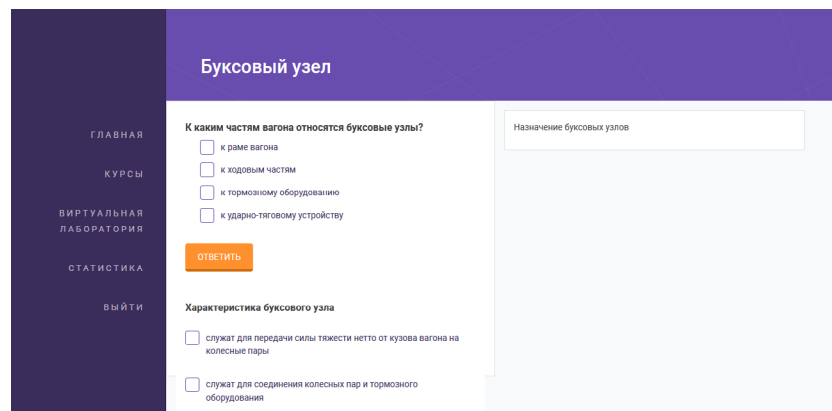 Буксовый узел
ГЛАВНАЯ
КУРСЫ
ВИРТУАЛЬНАЯ
ЛАБОРАТОРИЯ
СТАТИСТИКА
ВЫЙТИ
К каким частям вагона относятся буксовые узлы?
к раме вагона
к ходовым частям
к тормозному оборудованию
к ударно-тяговому устройству
ОТВЕТИТЬ
Характеристика буксового узла
служат для передачи силы тяжести нетто от кузова вагона на
колесные пары
служат для соединения колесных пар и тормозного
оборудования
Назначение буксовых узлов